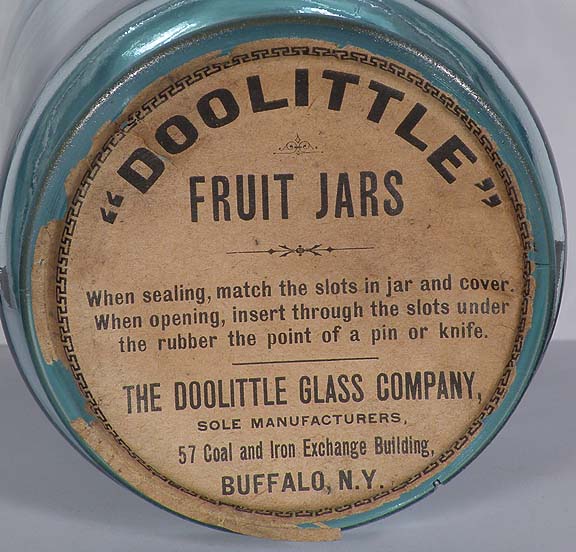 "DOOLITTLE"
FRUIT JARS
When sealing, match the slots in jar and cover.
When opening, insert through the slots under
the rubber the point of a pin or knife.
THE DOOLITTLE GLASS COMPANY,
SOLE MANUFACTURERS,
57 Coal and Iron Exchange Building,
BUFFALO, N.Y.